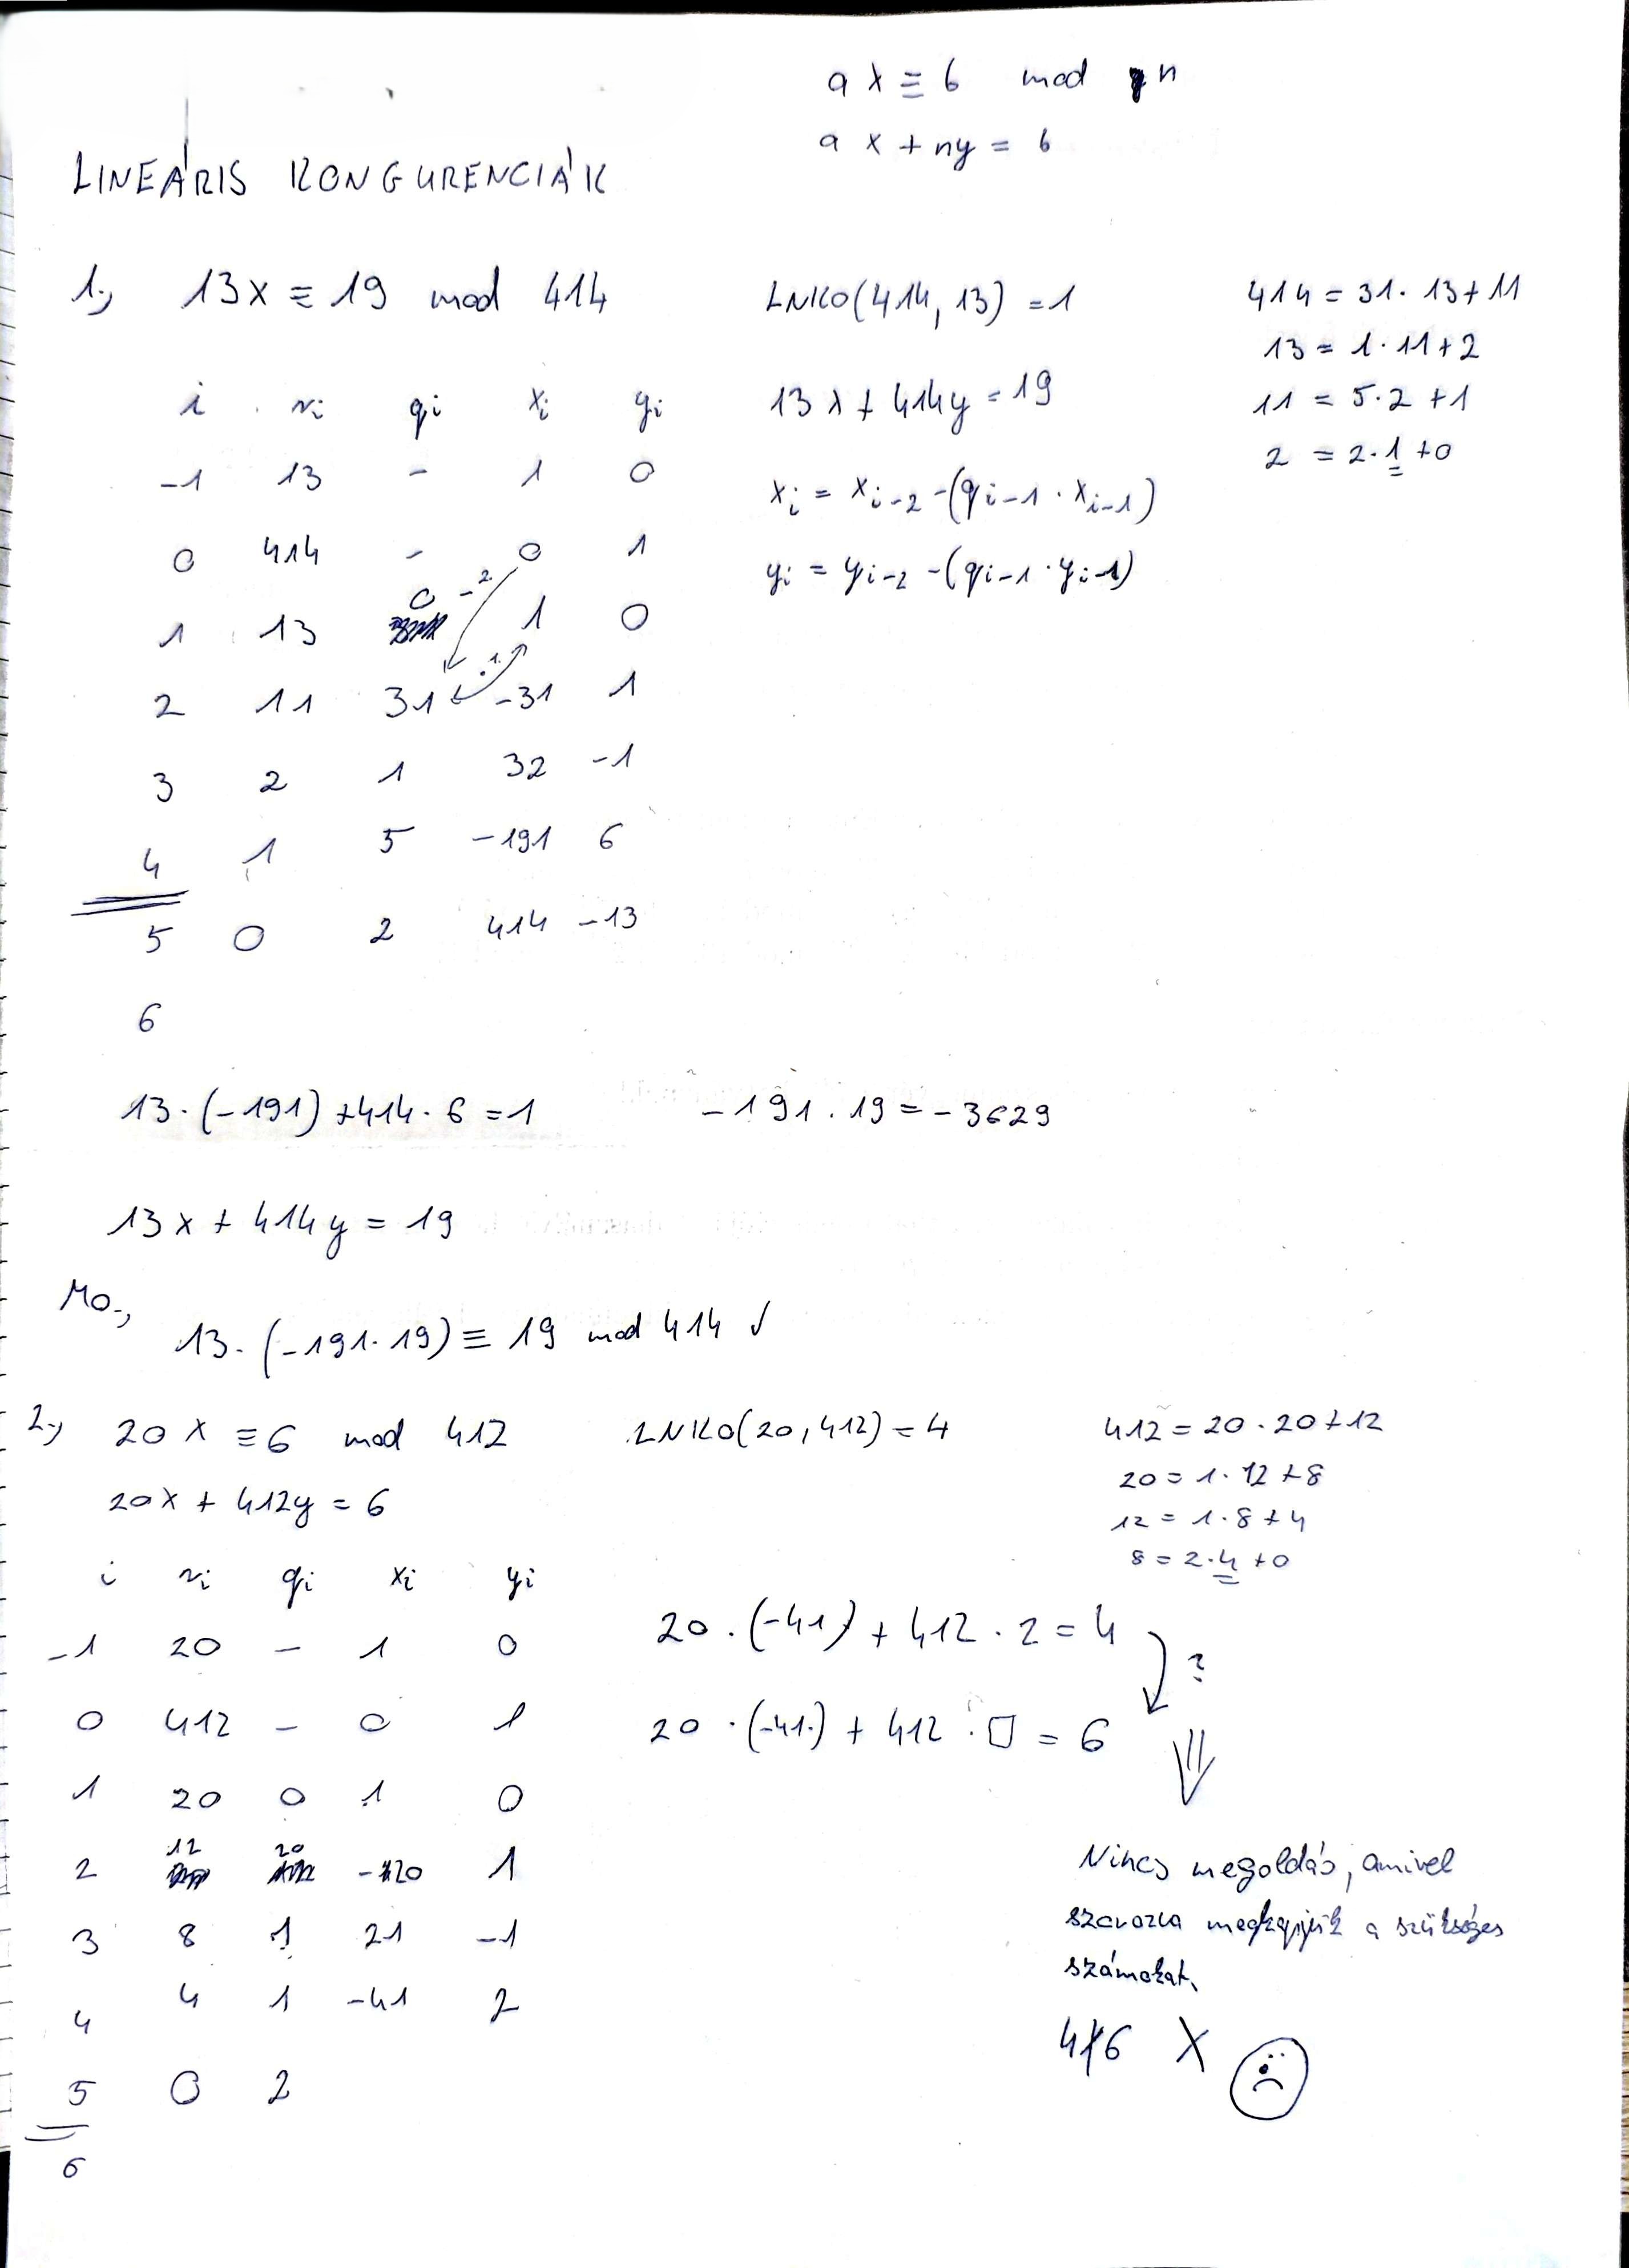 a x ≡ b mod n
a x + ny = b
LINEÁRIS KONGURENCIÁK
1., 13x ≡ 19 mod 414 LNKO(414, 13) = 1 414 = 31 · 13 + 11
13 = 1 · 11 + 2
i ri qi xi yi 13x + 414y = 19 11 = 5 · 2 + 1
2 = 2 · 1 + 0
-1 13 - 1 0 xi = xi-2 - (qi-1 · xi-1)
0 414 - 0 1 yi = yi-2 - (qi-1 · yi-1)
- 2.
1 13 0 1 0
· 1.
2 11 31 -31 1
3 2 1 32 -1
4 1 5 -191 6
5 0 2 414 -13
6
13 · (-191) + 414 · 6 = 1 -191 · 19 = -3629
13x + 414y = 19
Mo.,
13 · (-191 · 19) ≡ 19 mod 414 ✓
2., 20x ≡ 6 mod 412 LNKO(20, 412) = 4 412 = 20 · 20 + 12
20 = 1 · 12 + 8
20x + 412y = 6 12 = 1 · 8 + 4
8 = 2 · 4 + 0
i ri qi xi yi
-1 20 - 1 0 20 · (-41) + 412 · 2 = 4 ?
0 412 - 0 1 20 · (-41·) + 412 · □ = 6
1 20 0 1 0
2 12 20 -20 1 Nincs megoldás, amivel
3 8 1 21 -1 szorozva megkapjuk a szükséges
számokat.
4 4 1 -41 2 4∤6 X
5 0 2
6